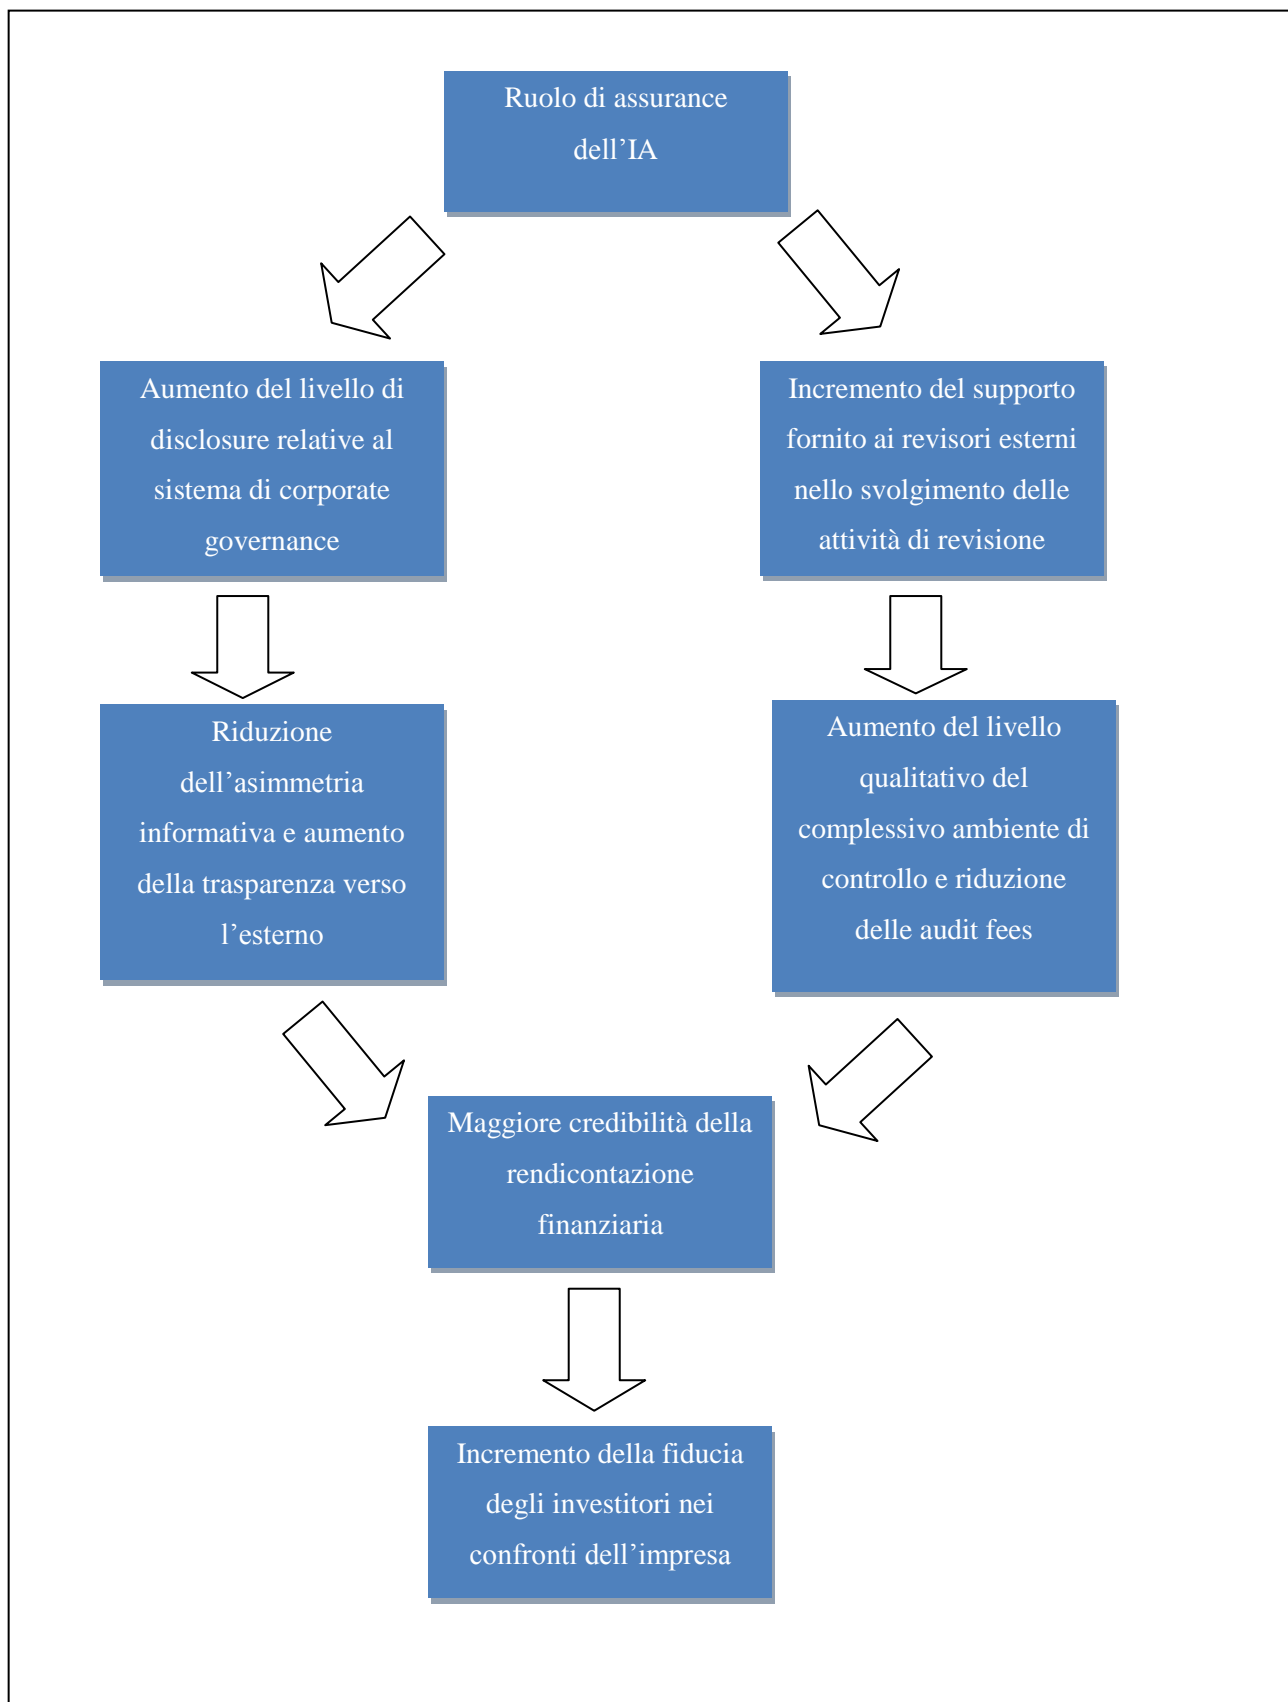 Ruolo di assurance
dell’IA
Aumento del livello di
disclosure relative al
sistema di corporate
governance
Incremento del supporto
fornito ai revisori esterni
nello svolgimento delle
attività di revisione
Riduzione
dell’asimmetria
informativa e aumento
della trasparenza verso
l’esterno
Aumento del livello
qualitativo del
complessivo ambiente di
controllo e riduzione
delle audit fees
Maggiore credibilità della
rendicontazione
finanziaria
Incremento della fiducia
degli investitori nei
confronti dell’impresa